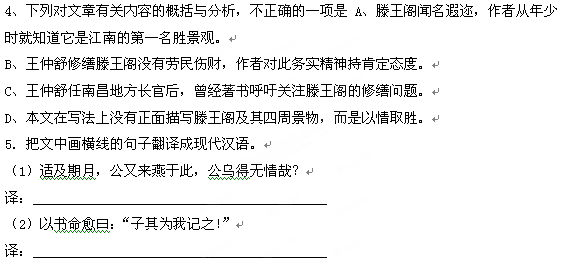 4、下列对文章有关内容的概括与分析，不正确的一项是 A、滕王阁闻名遐迩，作者从年少
时就知道它是江南的第一名胜景观。
B、王仲舒修缮滕王阁没有劳民伤财，作者对此务实精神持肯定态度。
C、王仲舒任南昌地方长官后，曾经著书呼吁关注滕王阁的修缮问题。
D、本文在写法上没有正面描写滕王阁及其四周景物，而是以情取胜。
5．把文中画横线的句子翻译成现代汉语。
（1）适及期月，公又来燕于此，公乌得无情哉？
译：________________________________________
（2）以书命愈曰：“子其为我记之!”
译：________________________________________